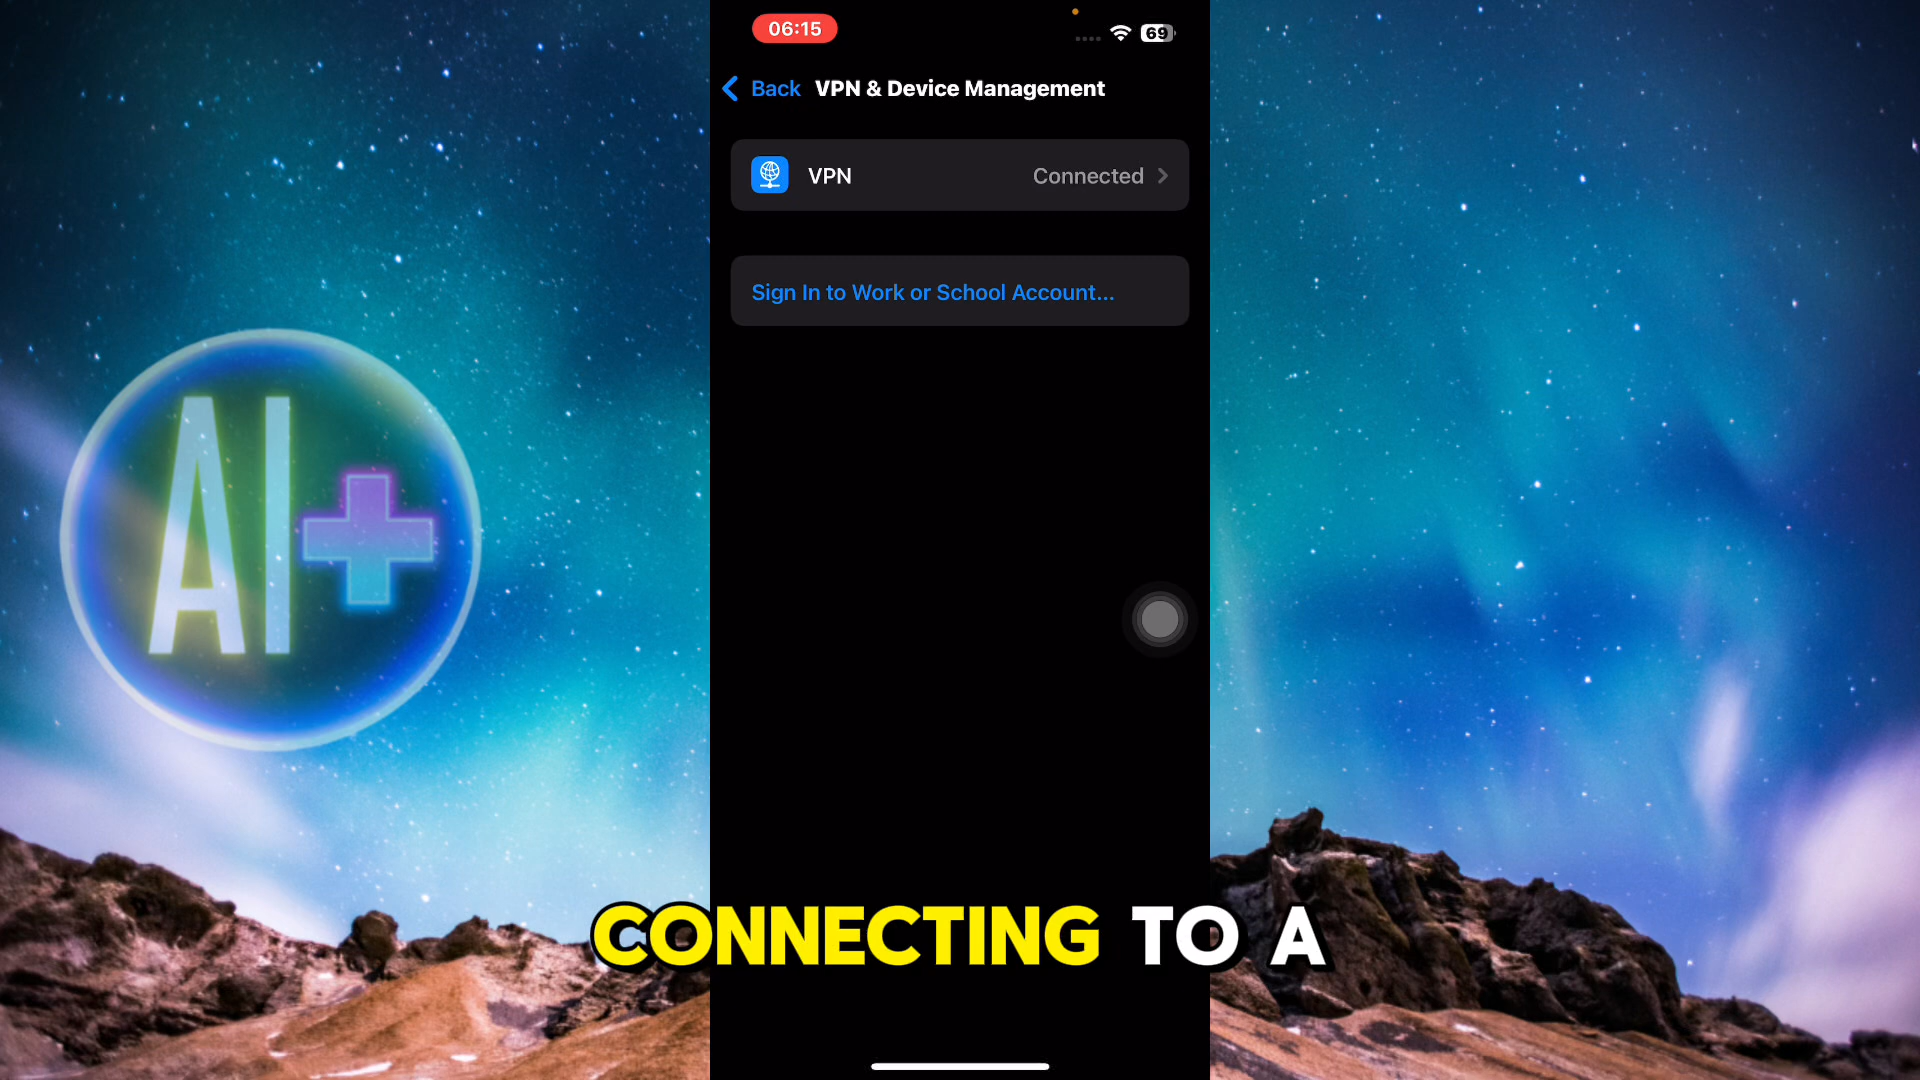 06:15
69
Back
VPN & Device Management
VPN
Connected
Sign In to Work or School Account...
AI+
CONNECTING TO A